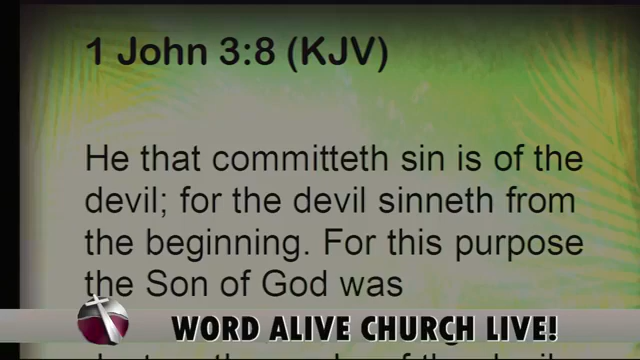 1 John 3:8 (KJV)
He that committeth sin is of the
devil; for the devil sinneth from
the beginning. For this purpose
the Son of God was
WORD ALIVE CHURCH LIVE!